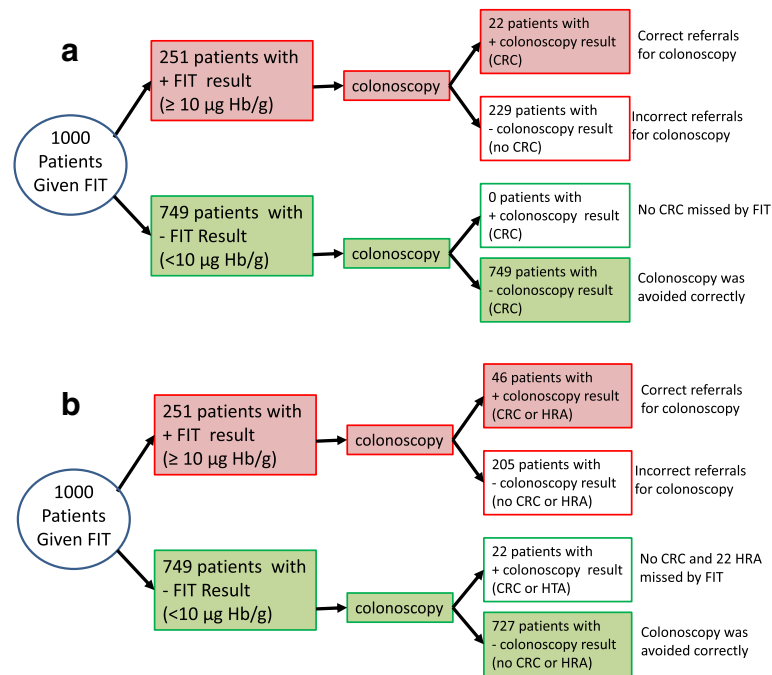 a
1000
Patients
Given FIT
251 patients with
+ FIT result
(≥ 10 µg Hb/g)
colonoscopy
22 patients with
+ colonoscopy result
(CRC)
Correct referrals
for colonoscopy
229 patients with
- colonoscopy result
(no CRC)
Incorrect referrals
for colonoscopy
749 patients with
- FIT Result
(<10 µg Hb/g)
colonoscopy
0 patients with
+ colonoscopy result
(CRC)
No CRC missed by FIT
749 patients with
- colonoscopy result
(CRC)
Colonoscopy was
avoided correctly
b
1000
Patients
Given FIT
251 patients with
+ FIT result
(≥ 10 µg Hb/g)
colonoscopy
46 patients with
+ colonoscopy result
(CRC or HRA)
Correct referrals
for colonoscopy
205 patients with
- colonoscopy result
(no CRC or HRA)
Incorrect referrals
for colonoscopy
749 patients with
- FIT Result
(<10 µg Hb/g)
colonoscopy
22 patients with
+ colonoscopy result
(CRC or HTA)
No CRC and 22 HRA
missed by FIT
727 patients with
- colonoscopy result
(no CRC or HRA)
Colonoscopy was
avoided correctly